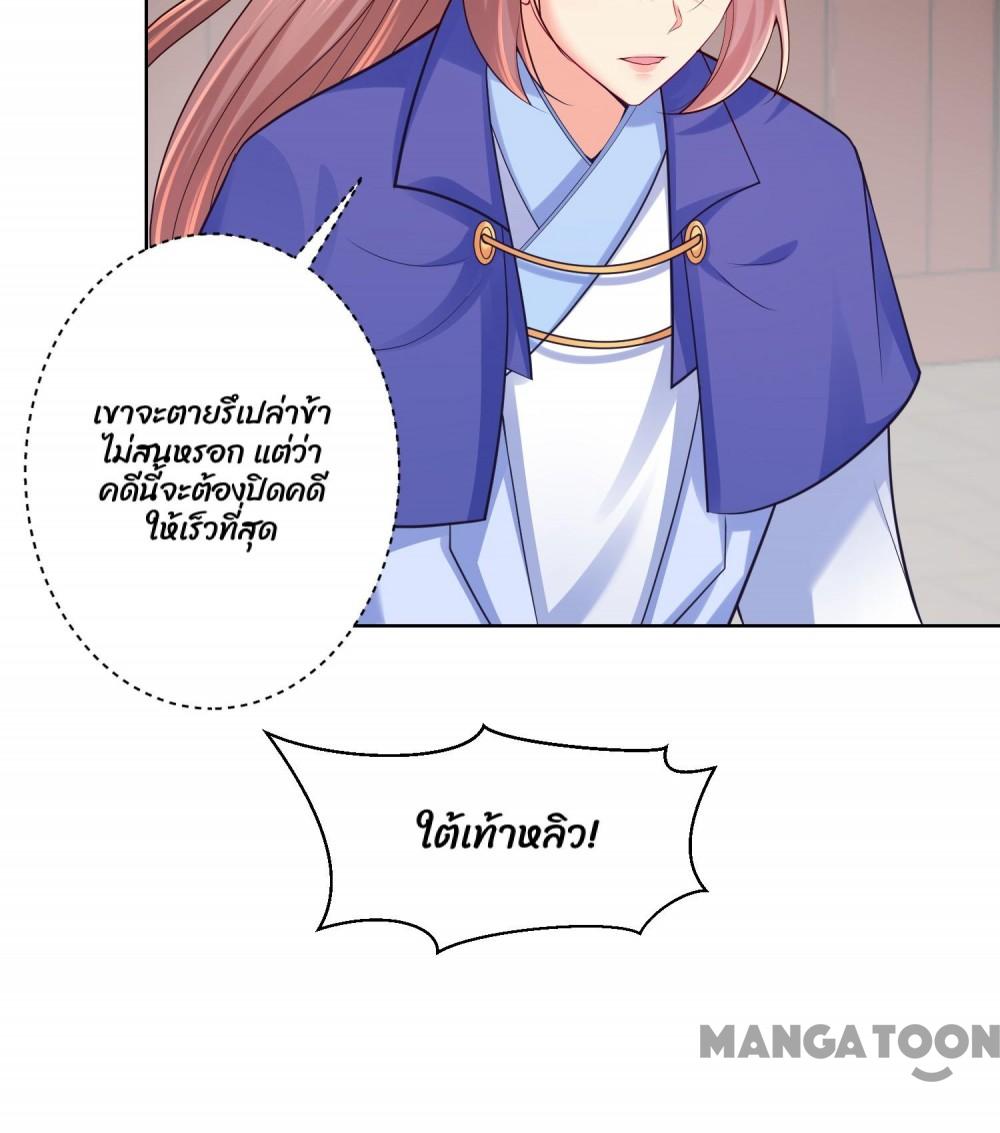 เขาจะตายรึเปล่าข้า
ไม่สนหรอก แต่ว่า
คดีนี้จะต้องปิดคดี
ให้เร็วที่สุด
ใต้เท้าหลิว!
MANGATOON